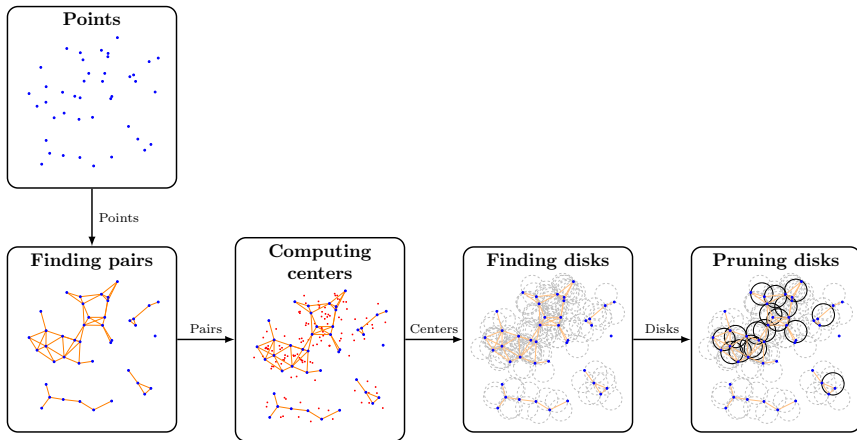 Points
Points
Finding pairs
Pairs
Computing
centers
Centers
Finding disks
Disks
Pruning disks